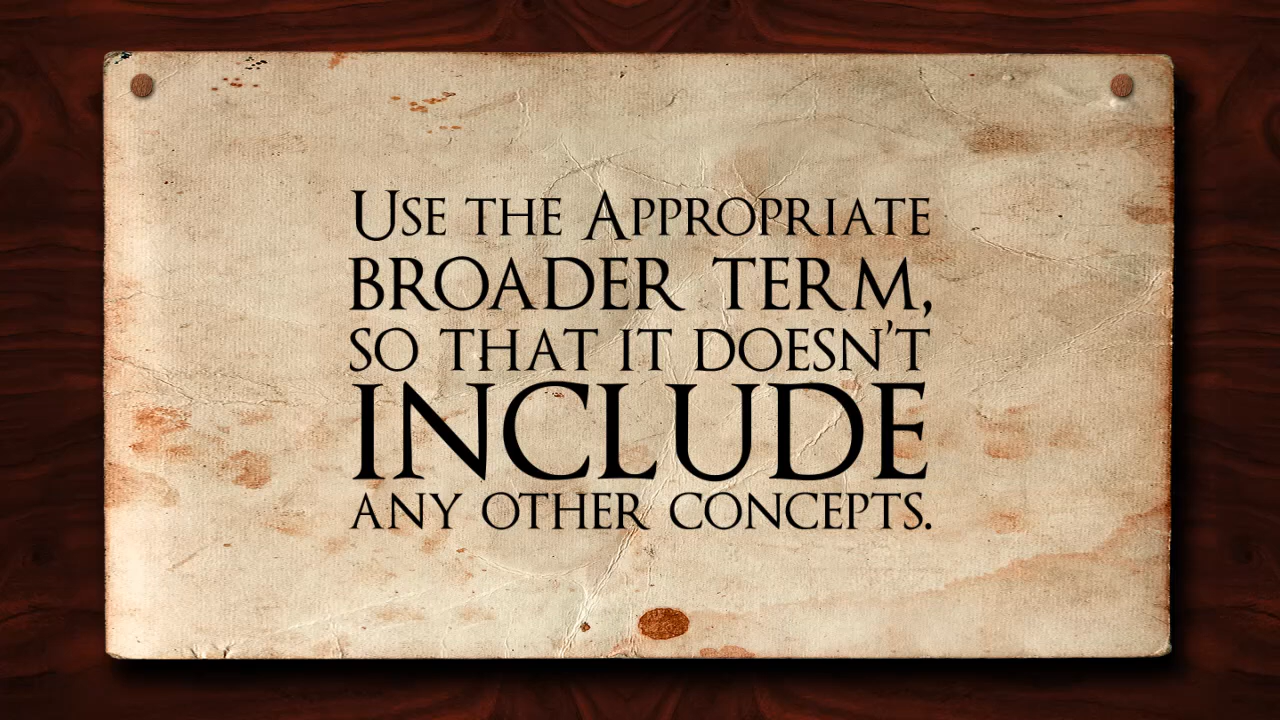 Use the Appropriate
BROADER TERM,
SO THAT IT DOESN'T
INCLUDE
ANY OTHER CONCEPTS.